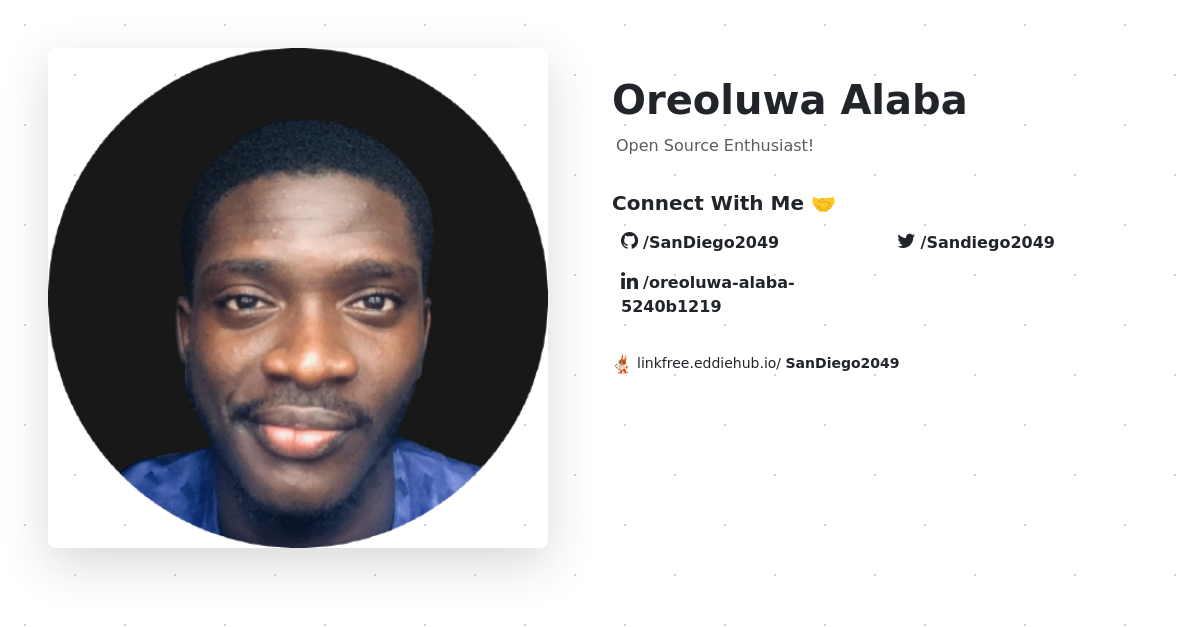 Oreoluwa Alaba
Open Source Enthusiast!
Connect With Me 🤝
/SanDiego2049
/Sandiego2049
/oreoluwa-alaba-
5240b1219
linkfree.eddiehub.io/ SanDiego2049